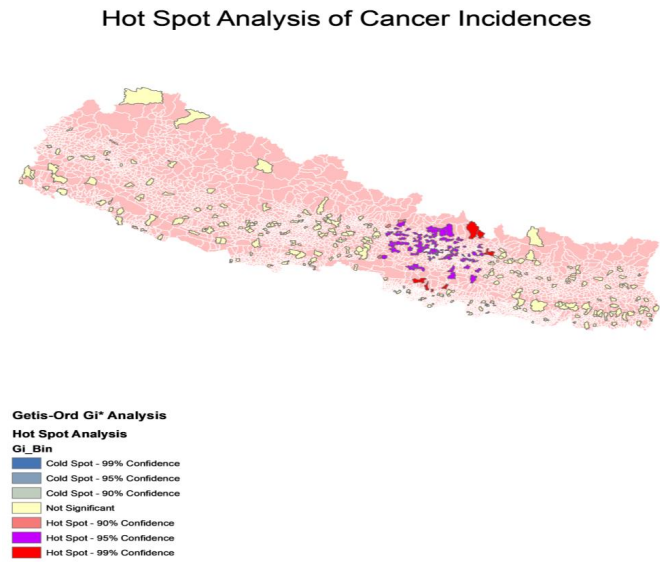 Hot Spot Analysis of Cancer Incidences
Getis-Ord Gi* Analysis
Hot Spot Analysis
Gi_Bin
Cold Spot - 99% Confidence
Cold Spot - 95% Confidence
Cold Spot - 90% Confidence
Not Significant
Hot Spot - 90% Confidence
Hot Spot - 95% Confidence
Hot Spot - 99% Confidence